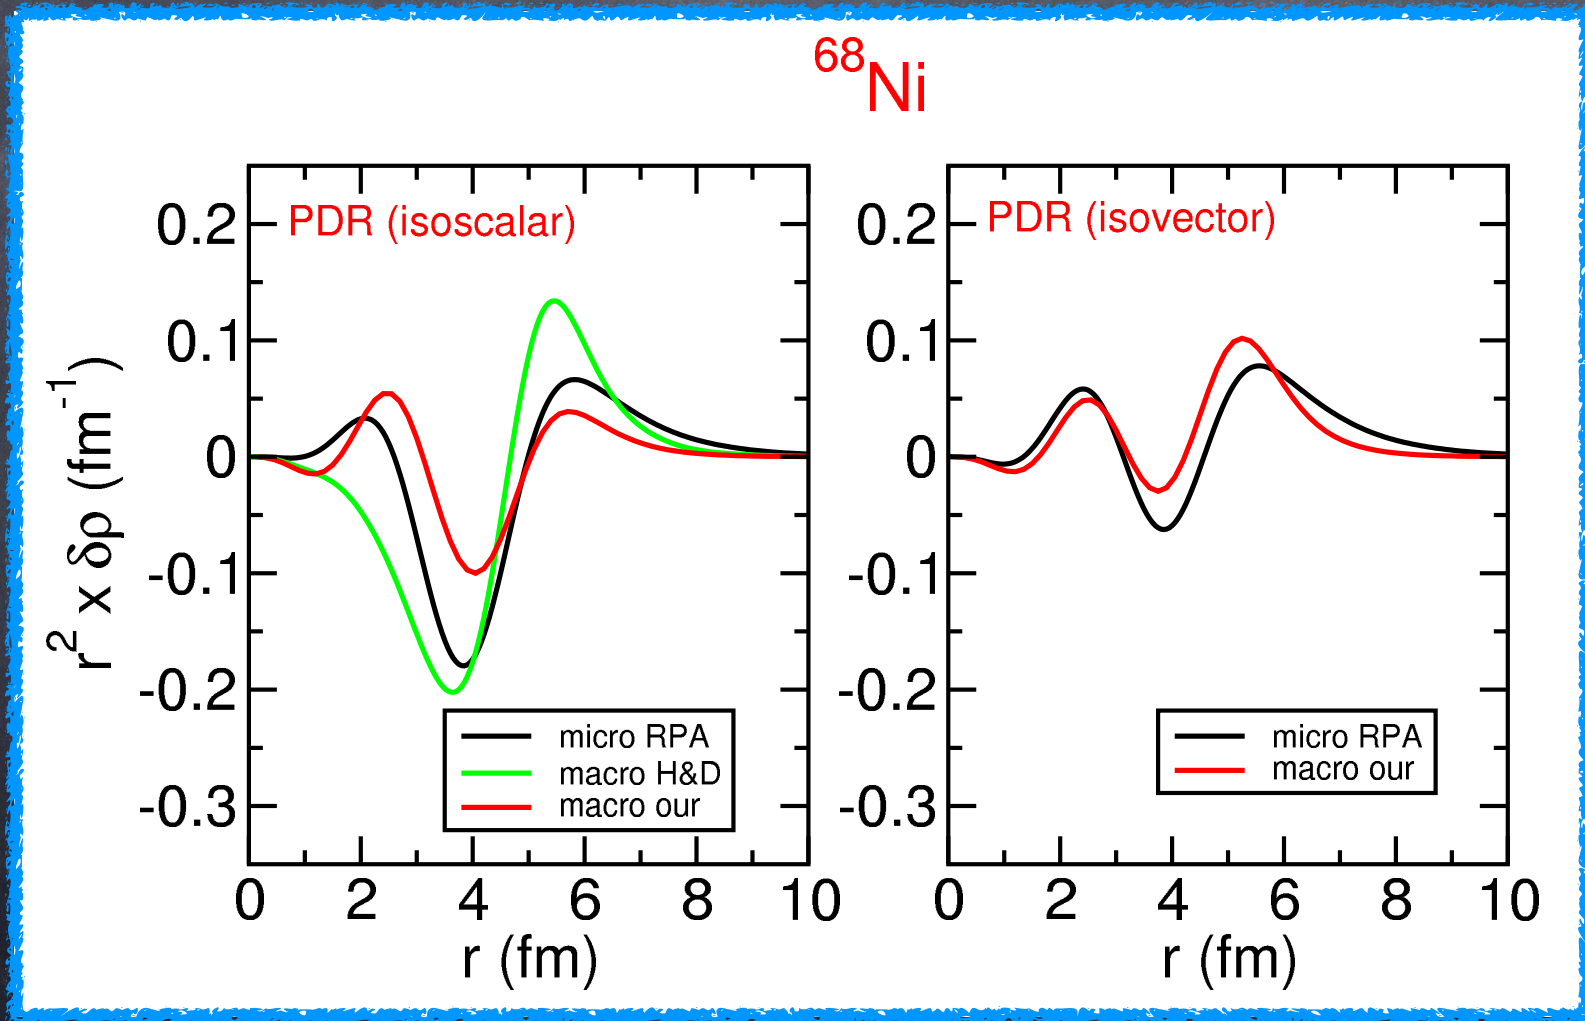 ⁶⁸Ni
PDR (isoscalar)
0.2
0.1
0
-0.1
-0.2
-0.3
r² x δρ (fm⁻¹)
micro RPA
macro H&D
macro our
0 2 4 6 8 10
r (fm)
PDR (isovector)
0.2
0.1
0
-0.1
-0.2
-0.3
micro RPA
macro our
0 2 4 6 8 10
r (fm)